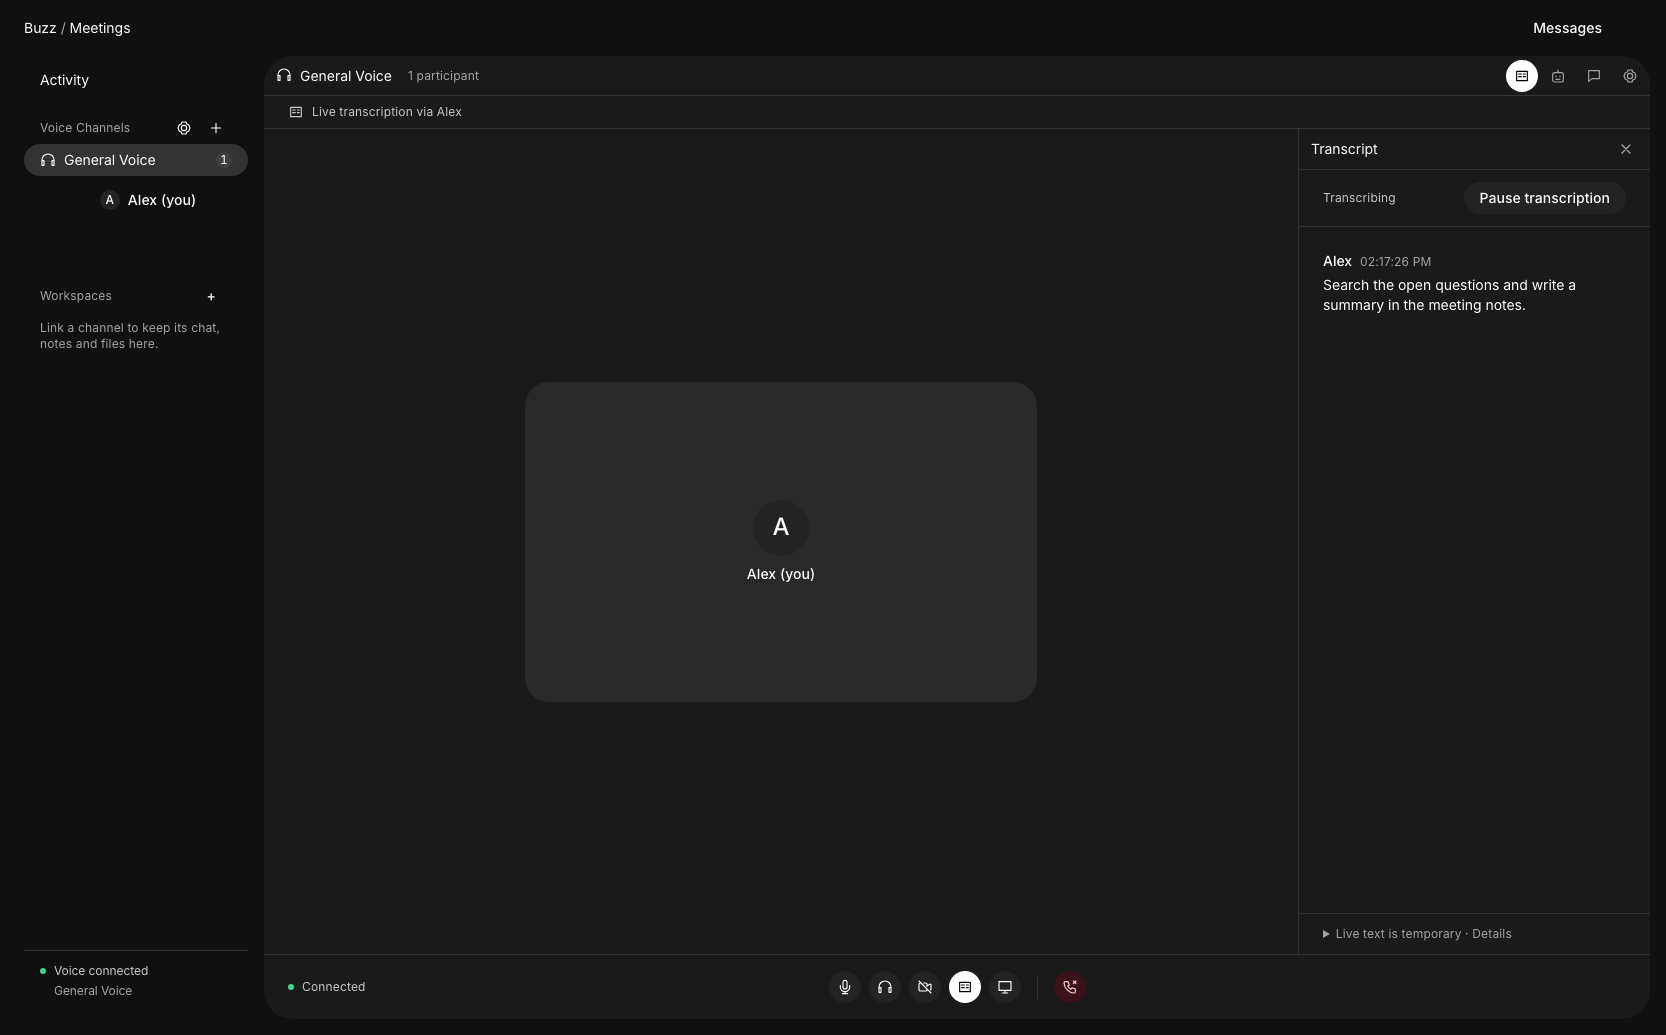 Buzz / Meetings
Messages
Activity
Voice Channels
General Voice
1
A
Alex (you)
Workspaces
+
Link a channel to keep its chat,
notes and files here.
Voice connected
General Voice
General Voice
1 participant
Live transcription via Alex
A
Alex (you)
Transcript
Transcribing
Pause transcription
Alex 02:17:26 PM
Search the open questions and write a
summary in the meeting notes.
Live text is temporary · Details
Connected